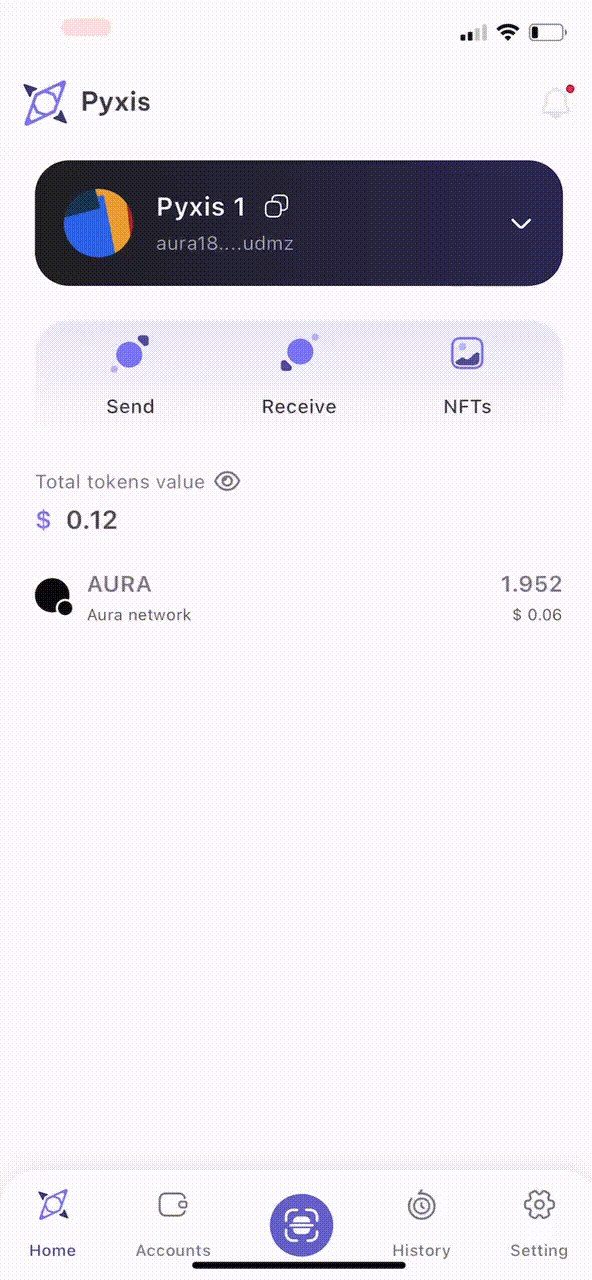 Pyxis
Pyxis 1
aura18....udmz
Send
Receive
NFTs
Total tokens value
$ 0.12
AURA
1.952
Aura network
$ 0.06
Home
Accounts
History
Setting